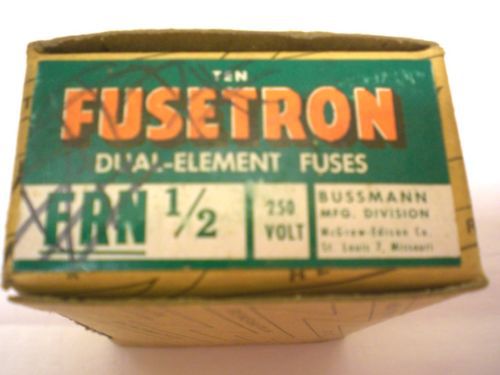 TEN
FUSETRON
DUAL-ELEMENT FUSES
FRN 1/2
250 VOLT
BUSSMANN
MFG. DIVISION
McGraw-Edison Co.
St. Louis 7, Missouri